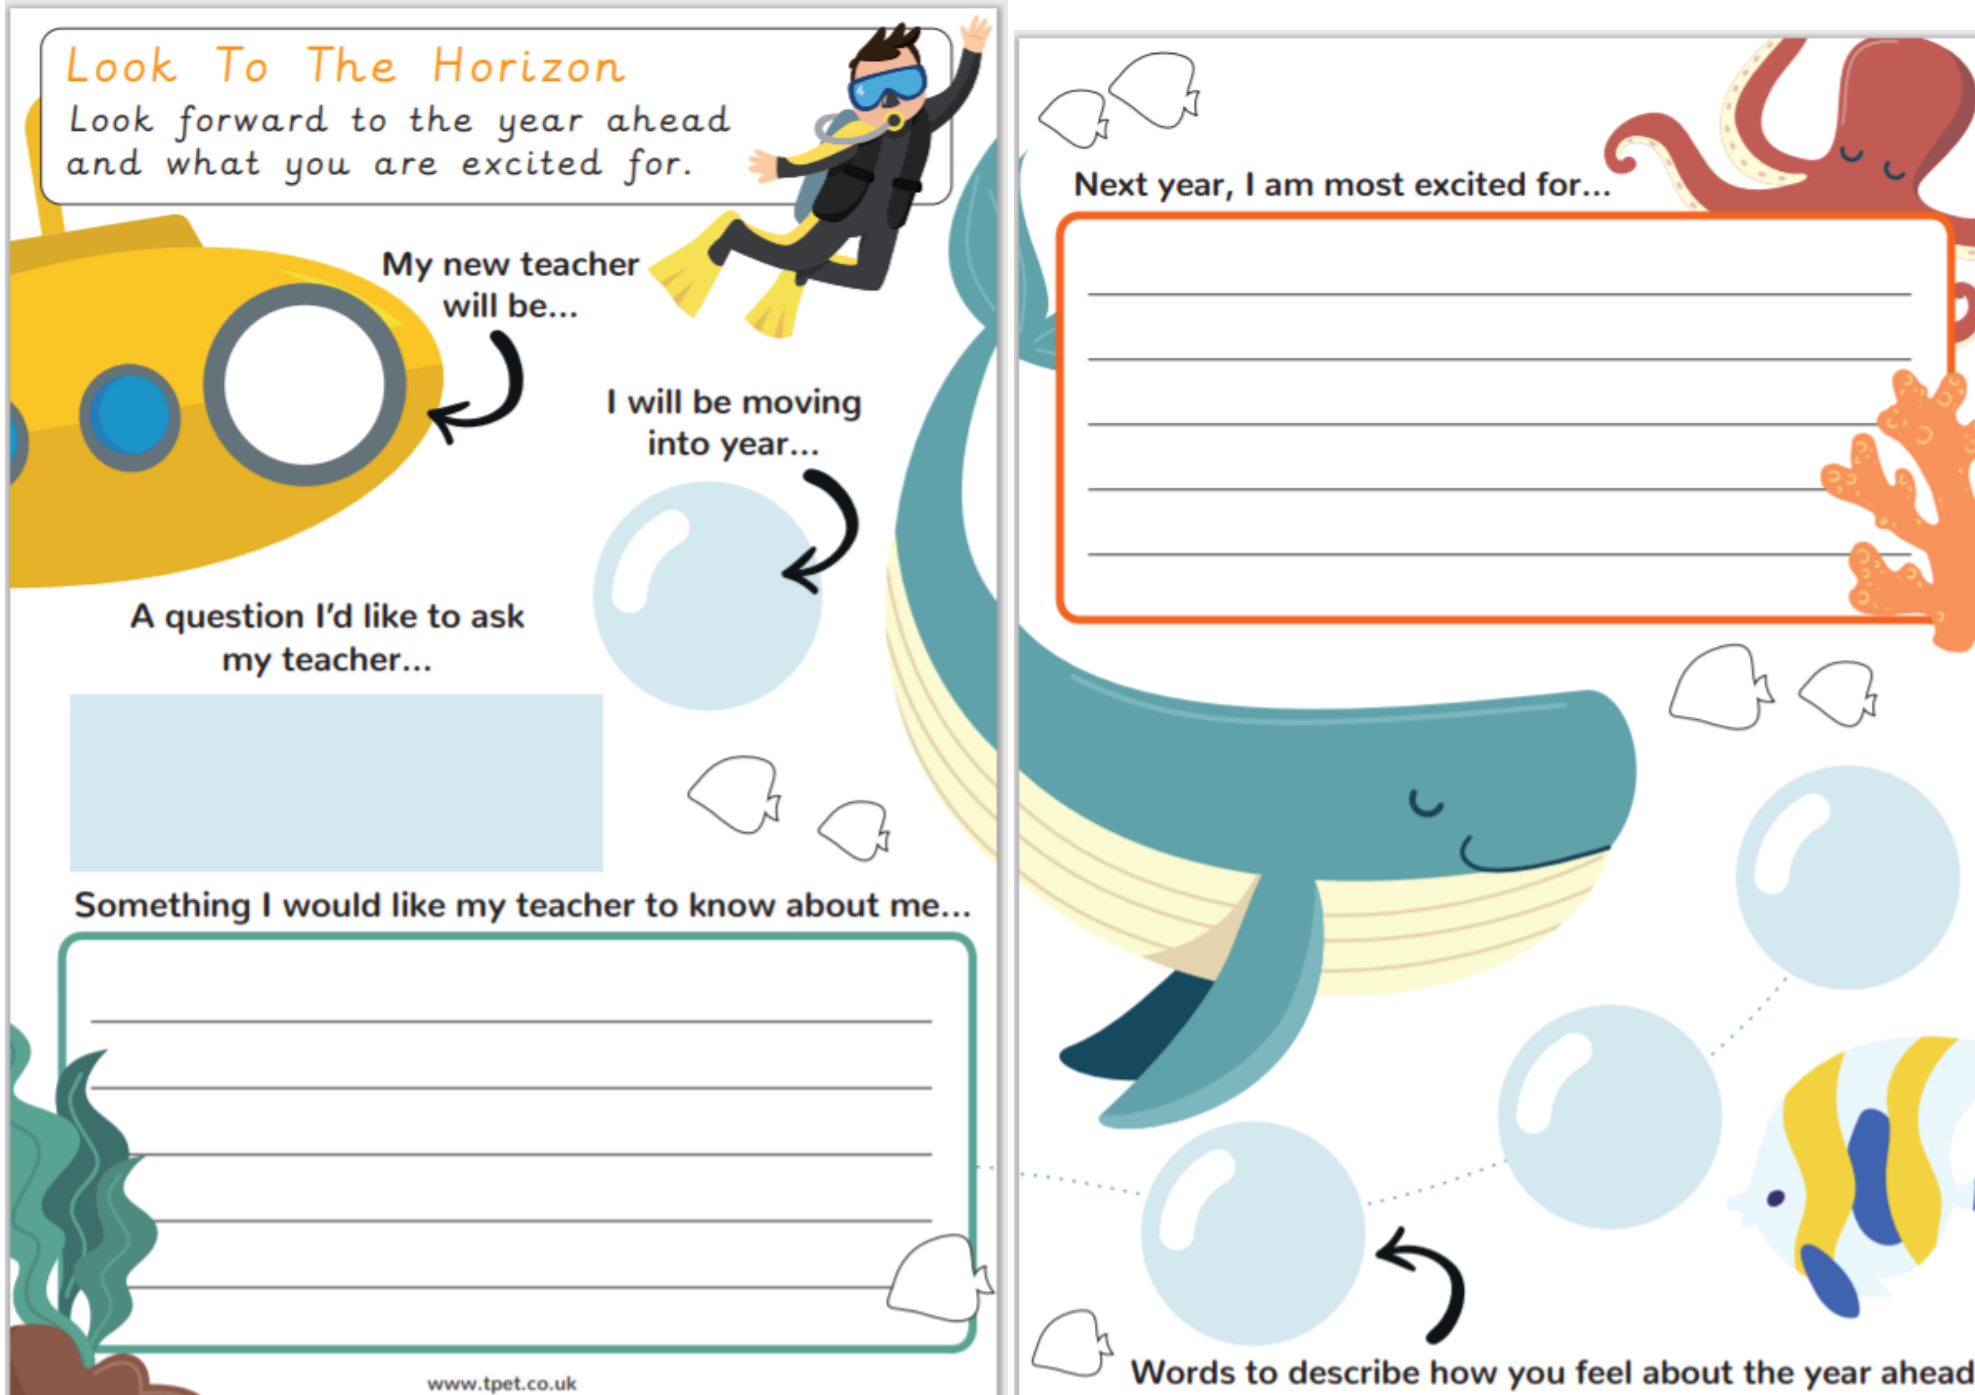 Look To The Horizon
Look forward to the year ahead
and what you are excited for.
My new teacher
will be...
I will be moving
into year...
A question I'd like to ask
my teacher...
Something I would like my teacher to know about me...
www.tpet.co.uk
Next year, I am most excited for...
Words to describe how you feel about the year ahead